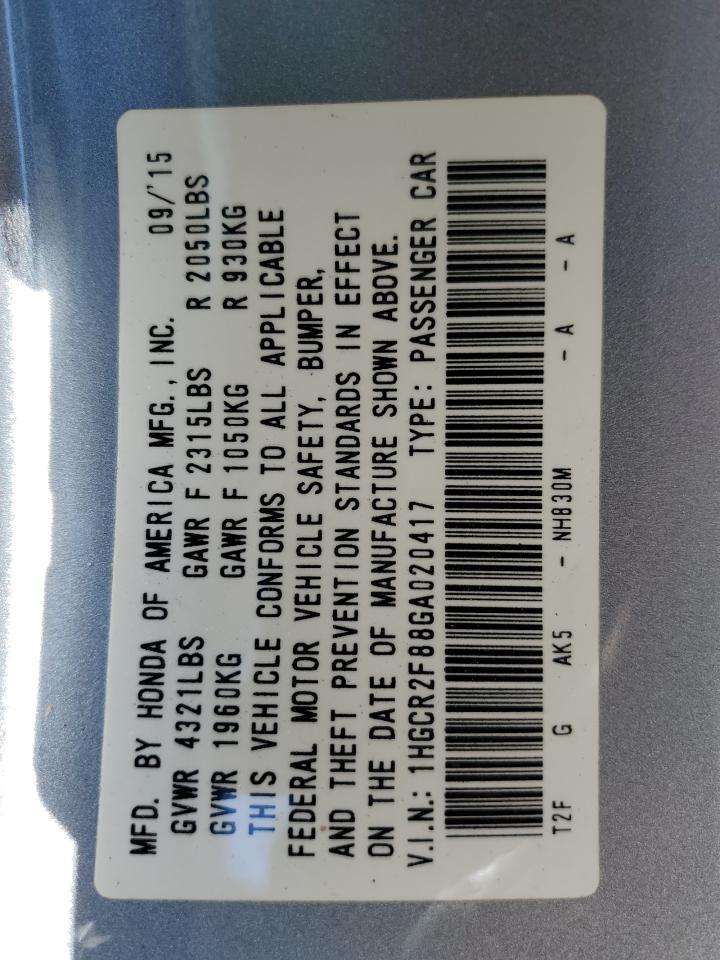 MFD. BY HONDA OF AMERICA MFG., INC. 09/'15
GVWR 4321LBS GAWR F 2315LBS R 2050LBS
GVWR 1960KG GAWR F 1050KG R 930KG
THIS VEHICLE CONFORMS TO ALL APPLICABLE
FEDERAL MOTOR VEHICLE SAFETY, BUMPER,
AND THEFT PREVENTION STANDARDS IN EFFECT
ON THE DATE OF MANUFACTURE SHOWN ABOVE.
V.I.N.: 1HGCR2F88GA020417 TYPE: PASSENGER CAR
T2F G AK5 - NH830M - A - A